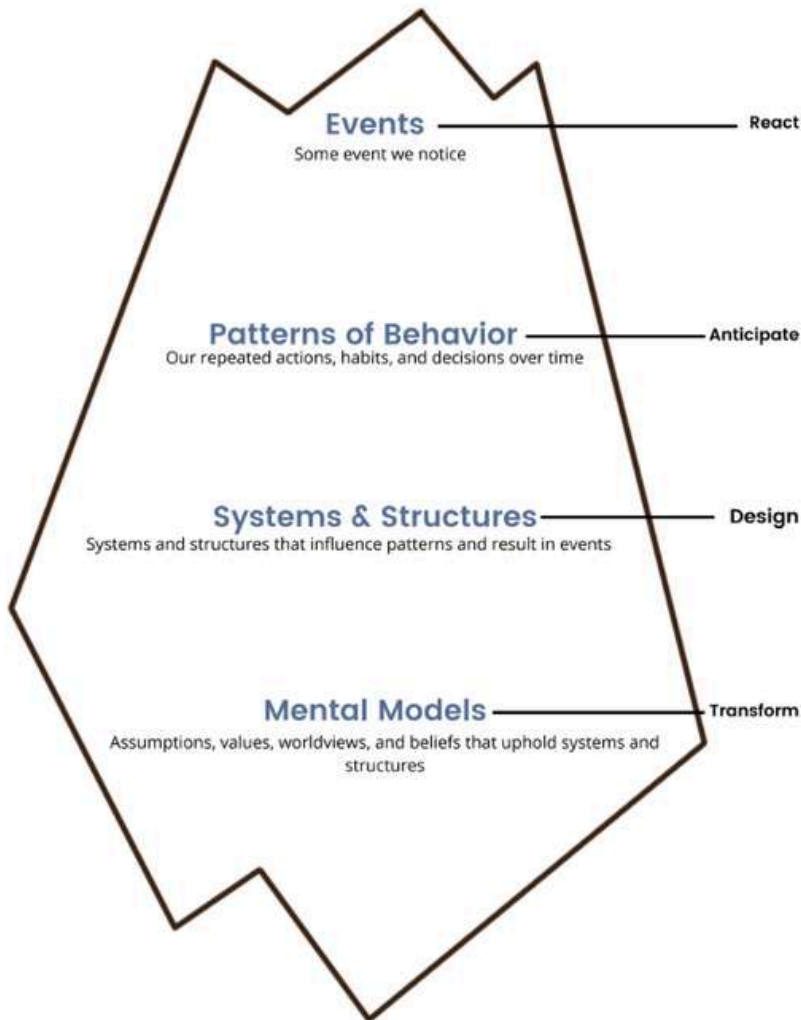 Events React
Some event we notice
Patterns of Behavior Anticipate
Our repeated actions, habits, and decisions over time
Systems & Structures Design
Systems and structures that influence patterns and result in events
Mental Models Transform
Assumptions, values, worldviews, and beliefs that uphold systems and
structures